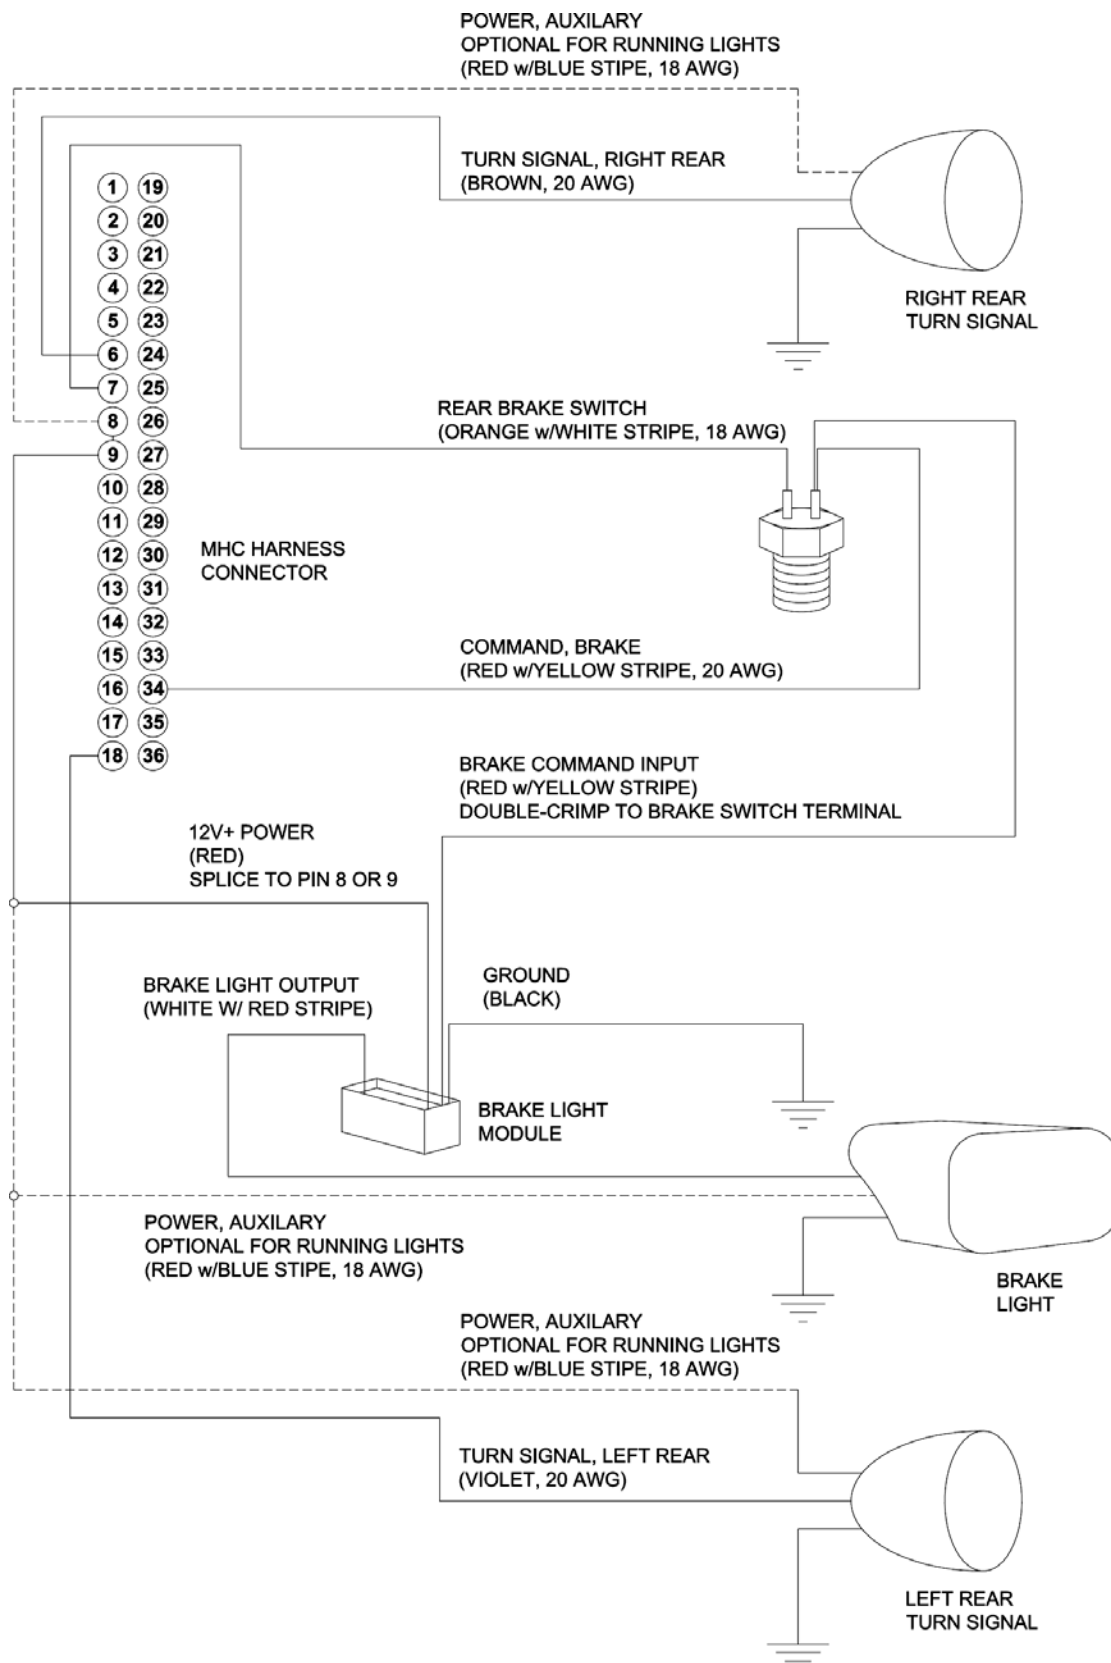 POWER, AUXILARY
OPTIONAL FOR RUNNING LIGHTS
(RED w/BLUE STIPE, 18 AWG)
TURN SIGNAL, RIGHT REAR
(BROWN, 20 AWG)
RIGHT REAR
TURN SIGNAL
1 19
2 20
3 21
4 22
5 23
6 24
7 25
8 26
9 27
10 28
11 29
12 30
13 31
14 32
15 33
16 34
17 35
18 36
REAR BRAKE SWITCH
(ORANGE w/WHITE STRIPE, 18 AWG)
MHC HARNESS
CONNECTOR
COMMAND, BRAKE
(RED w/YELLOW STRIPE, 20 AWG)
BRAKE COMMAND INPUT
(RED w/YELLOW STRIPE)
DOUBLE-CRIMP TO BRAKE SWITCH TERMINAL
12V+ POWER
(RED)
SPLICE TO PIN 8 OR 9
BRAKE LIGHT OUTPUT
(WHITE W/ RED STRIPE)
GROUND
(BLACK)
BRAKE LIGHT
MODULE
POWER, AUXILARY
OPTIONAL FOR RUNNING LIGHTS
(RED w/BLUE STIPE, 18 AWG)
BRAKE
LIGHT
POWER, AUXILARY
OPTIONAL FOR RUNNING LIGHTS
(RED w/BLUE STIPE, 18 AWG)
TURN SIGNAL, LEFT REAR
(VIOLET, 20 AWG)
LEFT REAR
TURN SIGNAL